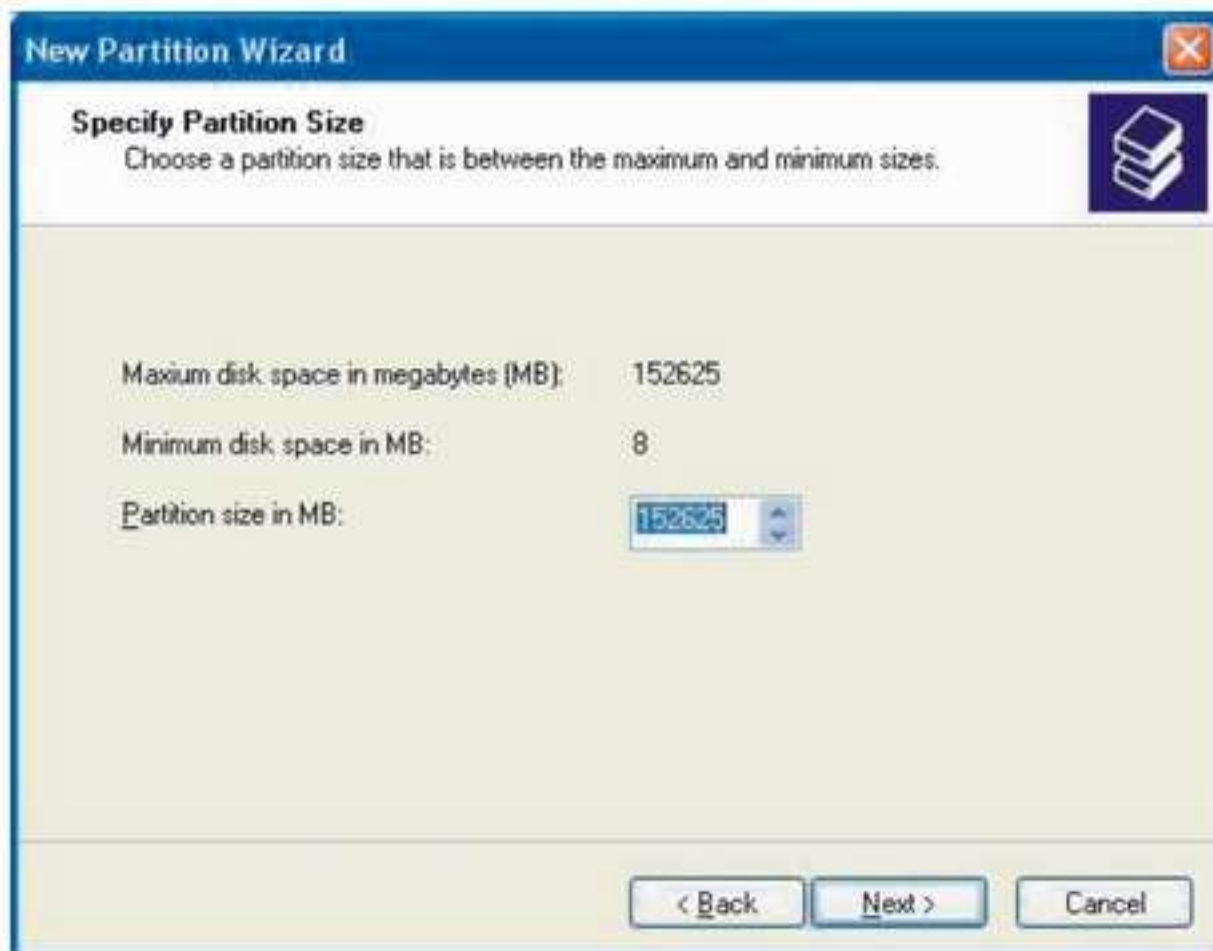 New Partition Wizard
Specify Partition Size
Choose a partition size that is between the maximum and minimum sizes.
Maxium disk space in megabytes (MB): 152625
Minimum disk space in MB: 8
Partition size in MB: 152625
< Back Next > Cancel